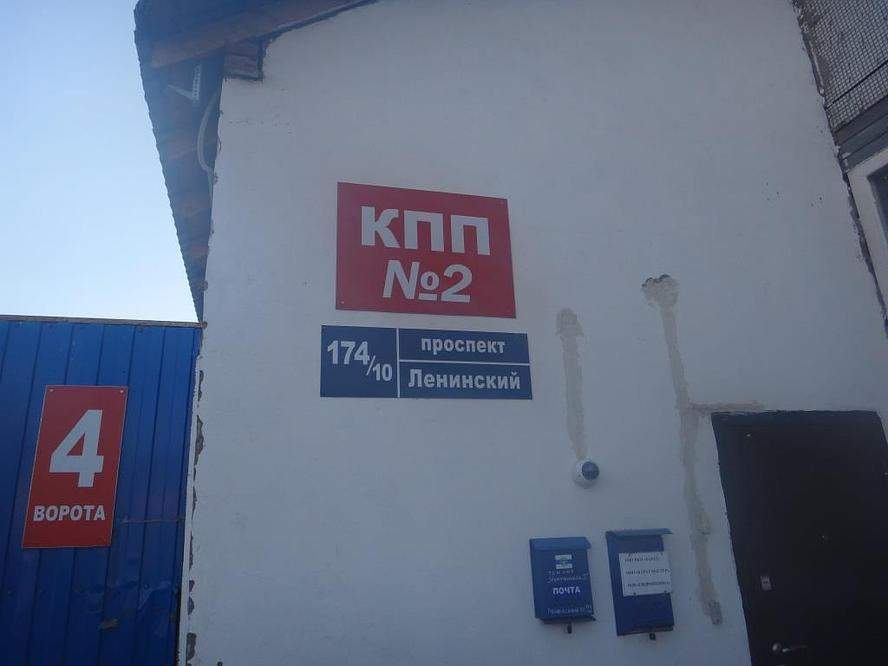 КПП
№2
174/10
проспект
Ленинский
4
ВОРОТА
ПОЧТА